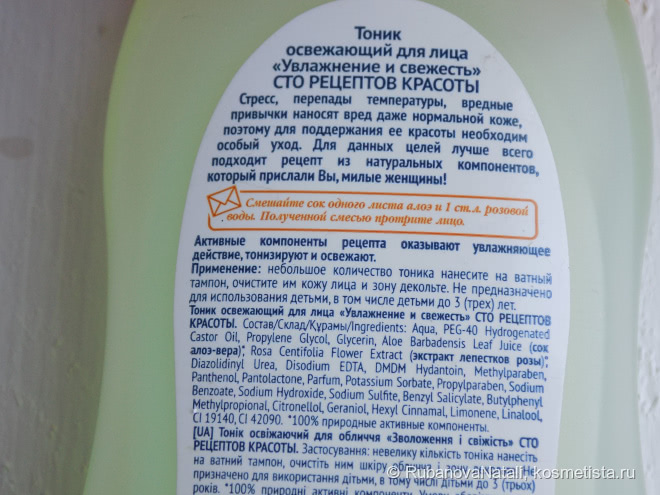 Тоник
освежающий для лица
«Увлажнение и свежесть»
СТО РЕЦЕПТОВ КРАСОТЫ
Стресс, перепады температуры, вредные
привычки наносят вред даже нормальной коже,
поэтому для поддержания ее красоты необходим
особый уход. Для данных целей лучше всего
подходит рецепт из натуральных компонентов,
который прислали Вы, милые женщины!
Смешайте сок одного листа алоэ и 1 ст.л. розовой
воды. Полученной смесью протрите лицо.
Активные компоненты рецепта оказывают увлажняющее
действие, тонизируют и освежают.
Применение: небольшое количество тоника нанесите на ватный
тампон, очистите им кожу лица и зону декольте. Не предназначено
для использования детьми, в том числе детьми до 3 (трех) лет.
Тоник освежающий для лица «Увлажнение и свежесть» СТО РЕЦЕПТОВ
КРАСОТЫ. Состав/Склад/Құрамы/Ingredients: Aqua, PEG-40 Hydrogenated
Castor Oil, Propylene Glycol, Glycerin, Aloe Barbadensis Leaf Juice (сок
алоэ-вера)*, Rosa Centifolia Flower Extract (экстракт лепестков розы)*,
Diazolidinyl Urea, Disodium EDTA, DMDM Hydantoin, Methylparaben,
Panthenol, Pantolactone, Parfum, Potassium Sorbate, Propylparaben, Sodium
Benzoate, Sodium Hydroxide, Sodium Sulfite, Benzyl Salicylate, Butylphenyl
Methylpropional, Citronellol, Geraniol, Hexyl Cinnamal, Limonene, Linalool,
CI 19140, CI 42090. *100% природные активные компоненты.
[UA] Тонік освіжаючий для обличчя «Зволоження і свіжість» СТО
РЕЦЕПТІВ КРАСОТИ. Застосування: невелику кількість тоніка нанесіть
на ватний тампон, очистіть ним шкіру
призначено для використання дітьми, в тому числі дітьми до 3 (трьох)
років. *100% природні активні компоненти.
© RubanovaNatali, kosmetista.ru